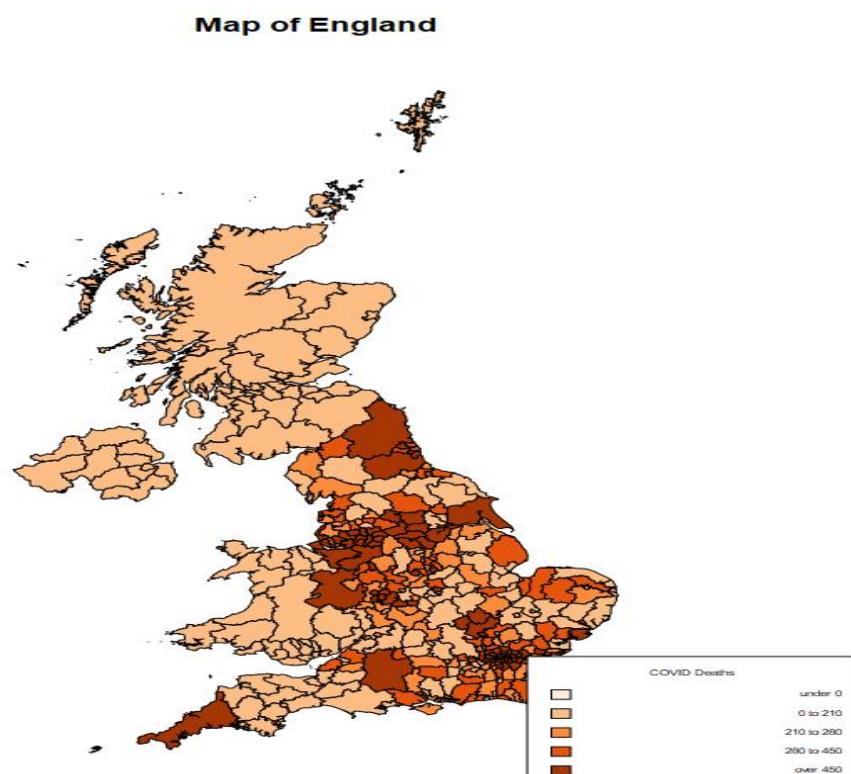 Map of England
COVID Deaths
under 0
0 to 210
210 to 280
280 to 450
over 450